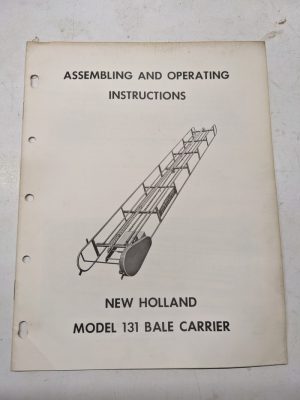 ASSEMBLING AND OPERATING
INSTRUCTIONS
NEW HOLLAND
MODEL 131 BALE CARRIER